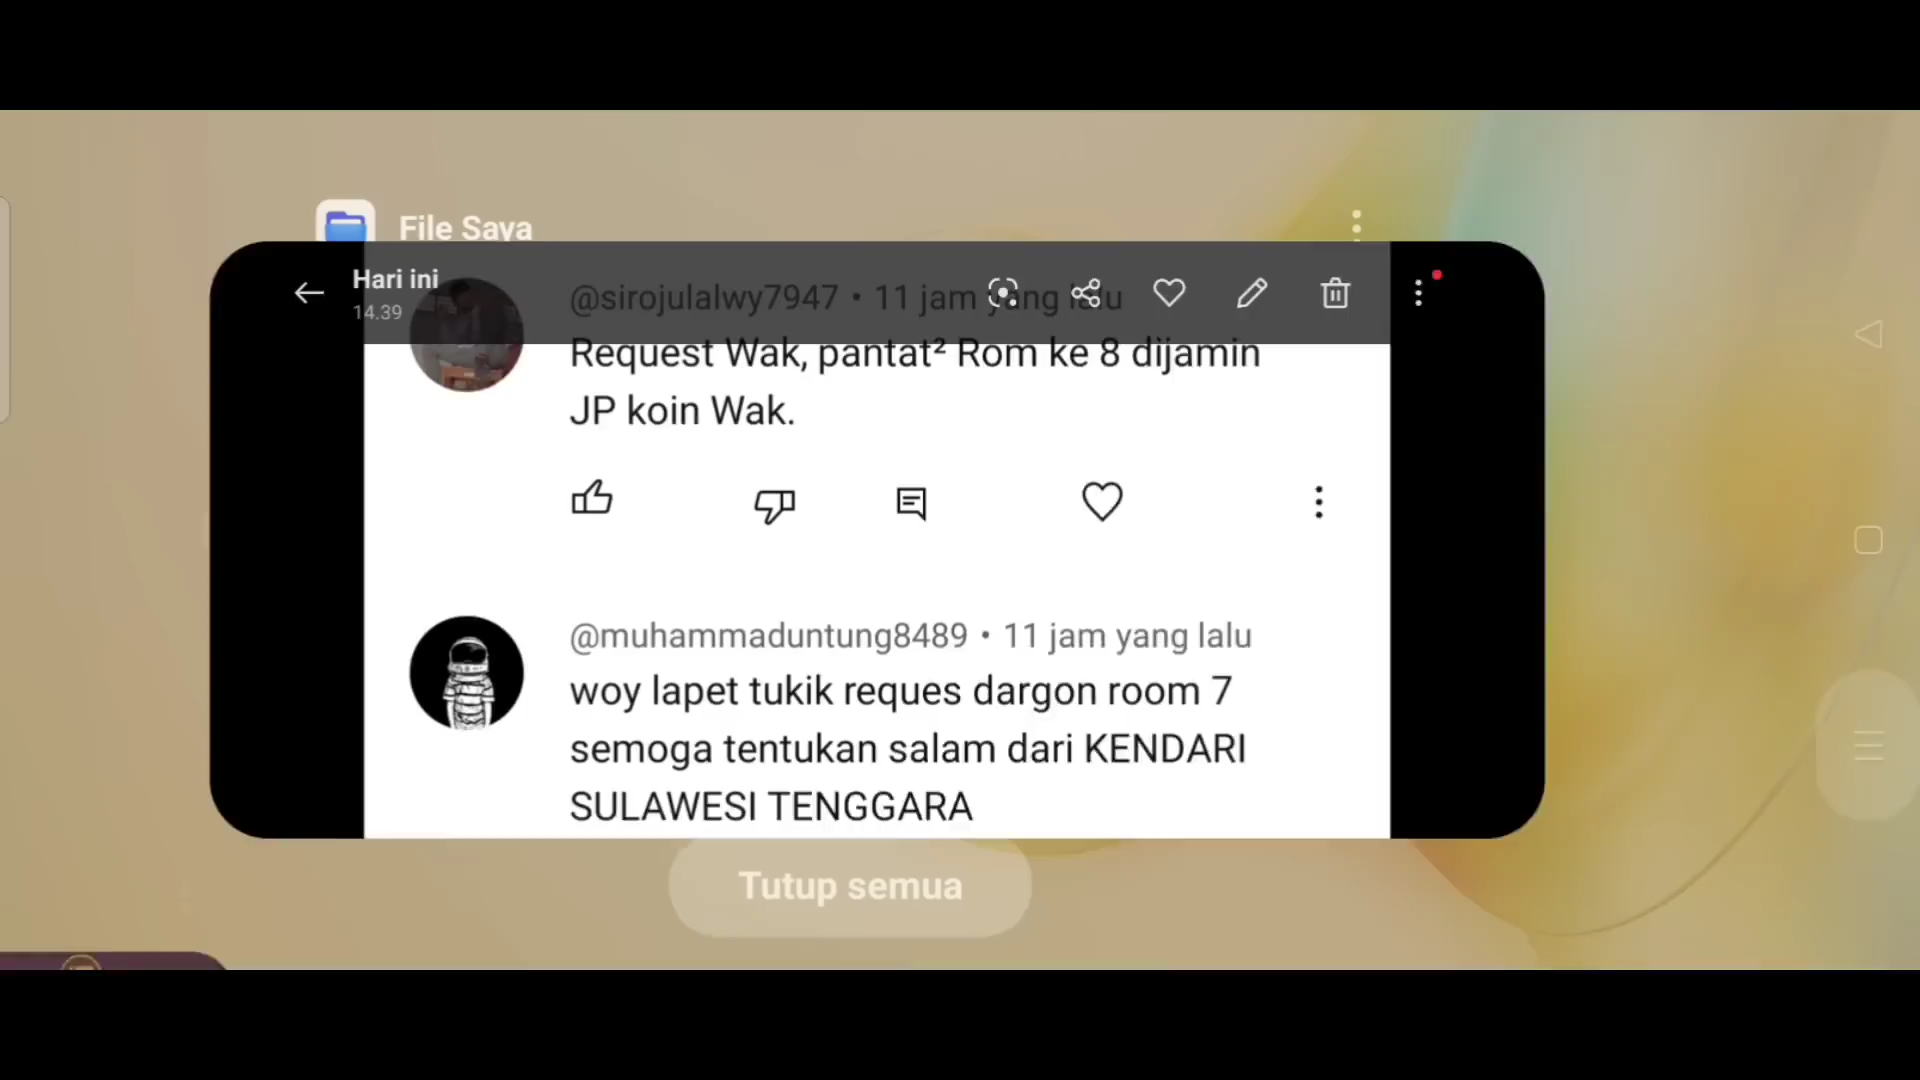 File Saya
Hari ini
14.39
@sirojulalwy7947 • 11 jam yang lalu
Request Wak, pantat² Rom ke 8 dijamin
JP koin Wak.
@muhammaduntung8489 • 11 jam yang lalu
woy lapet tukik reques dargon room 7
semoga tentukan salam dari KENDARI
SULAWESI TENGGARA
Tutup semua